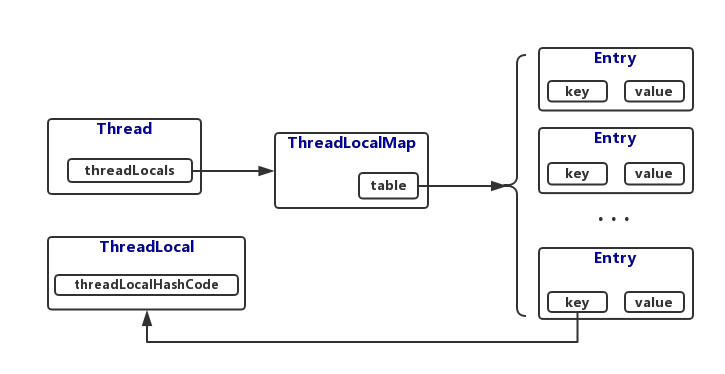 Thread
threadLocals
ThreadLocalMap
table
ThreadLocal
threadLocalHashCode
Entry
key value
Entry
key value
. . .
Entry
key value